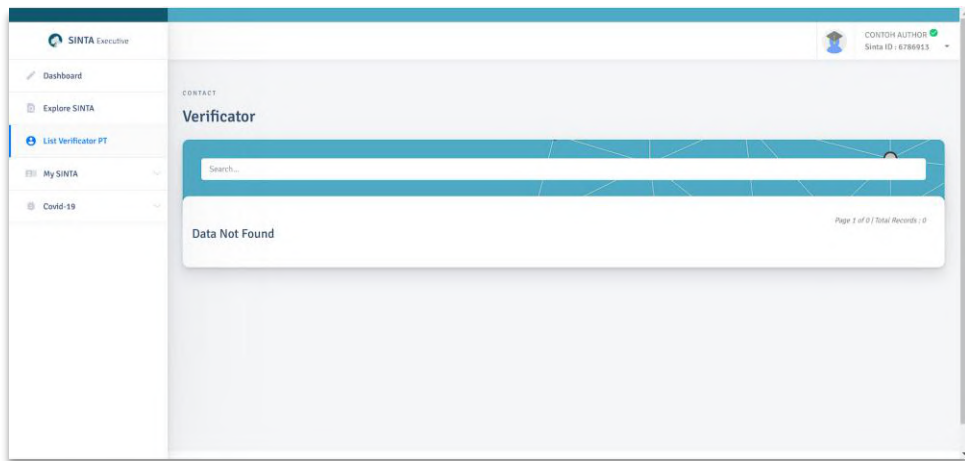 SINTA Executive
CONTOH AUTHOR
Sinta ID : 6786913
Dashboard
Explore SINTA
List Verificator PT
My SINTA
Covid-19
CONTACT
Verificator
Search...
Page 1 of 0 | Total Records : 0
Data Not Found